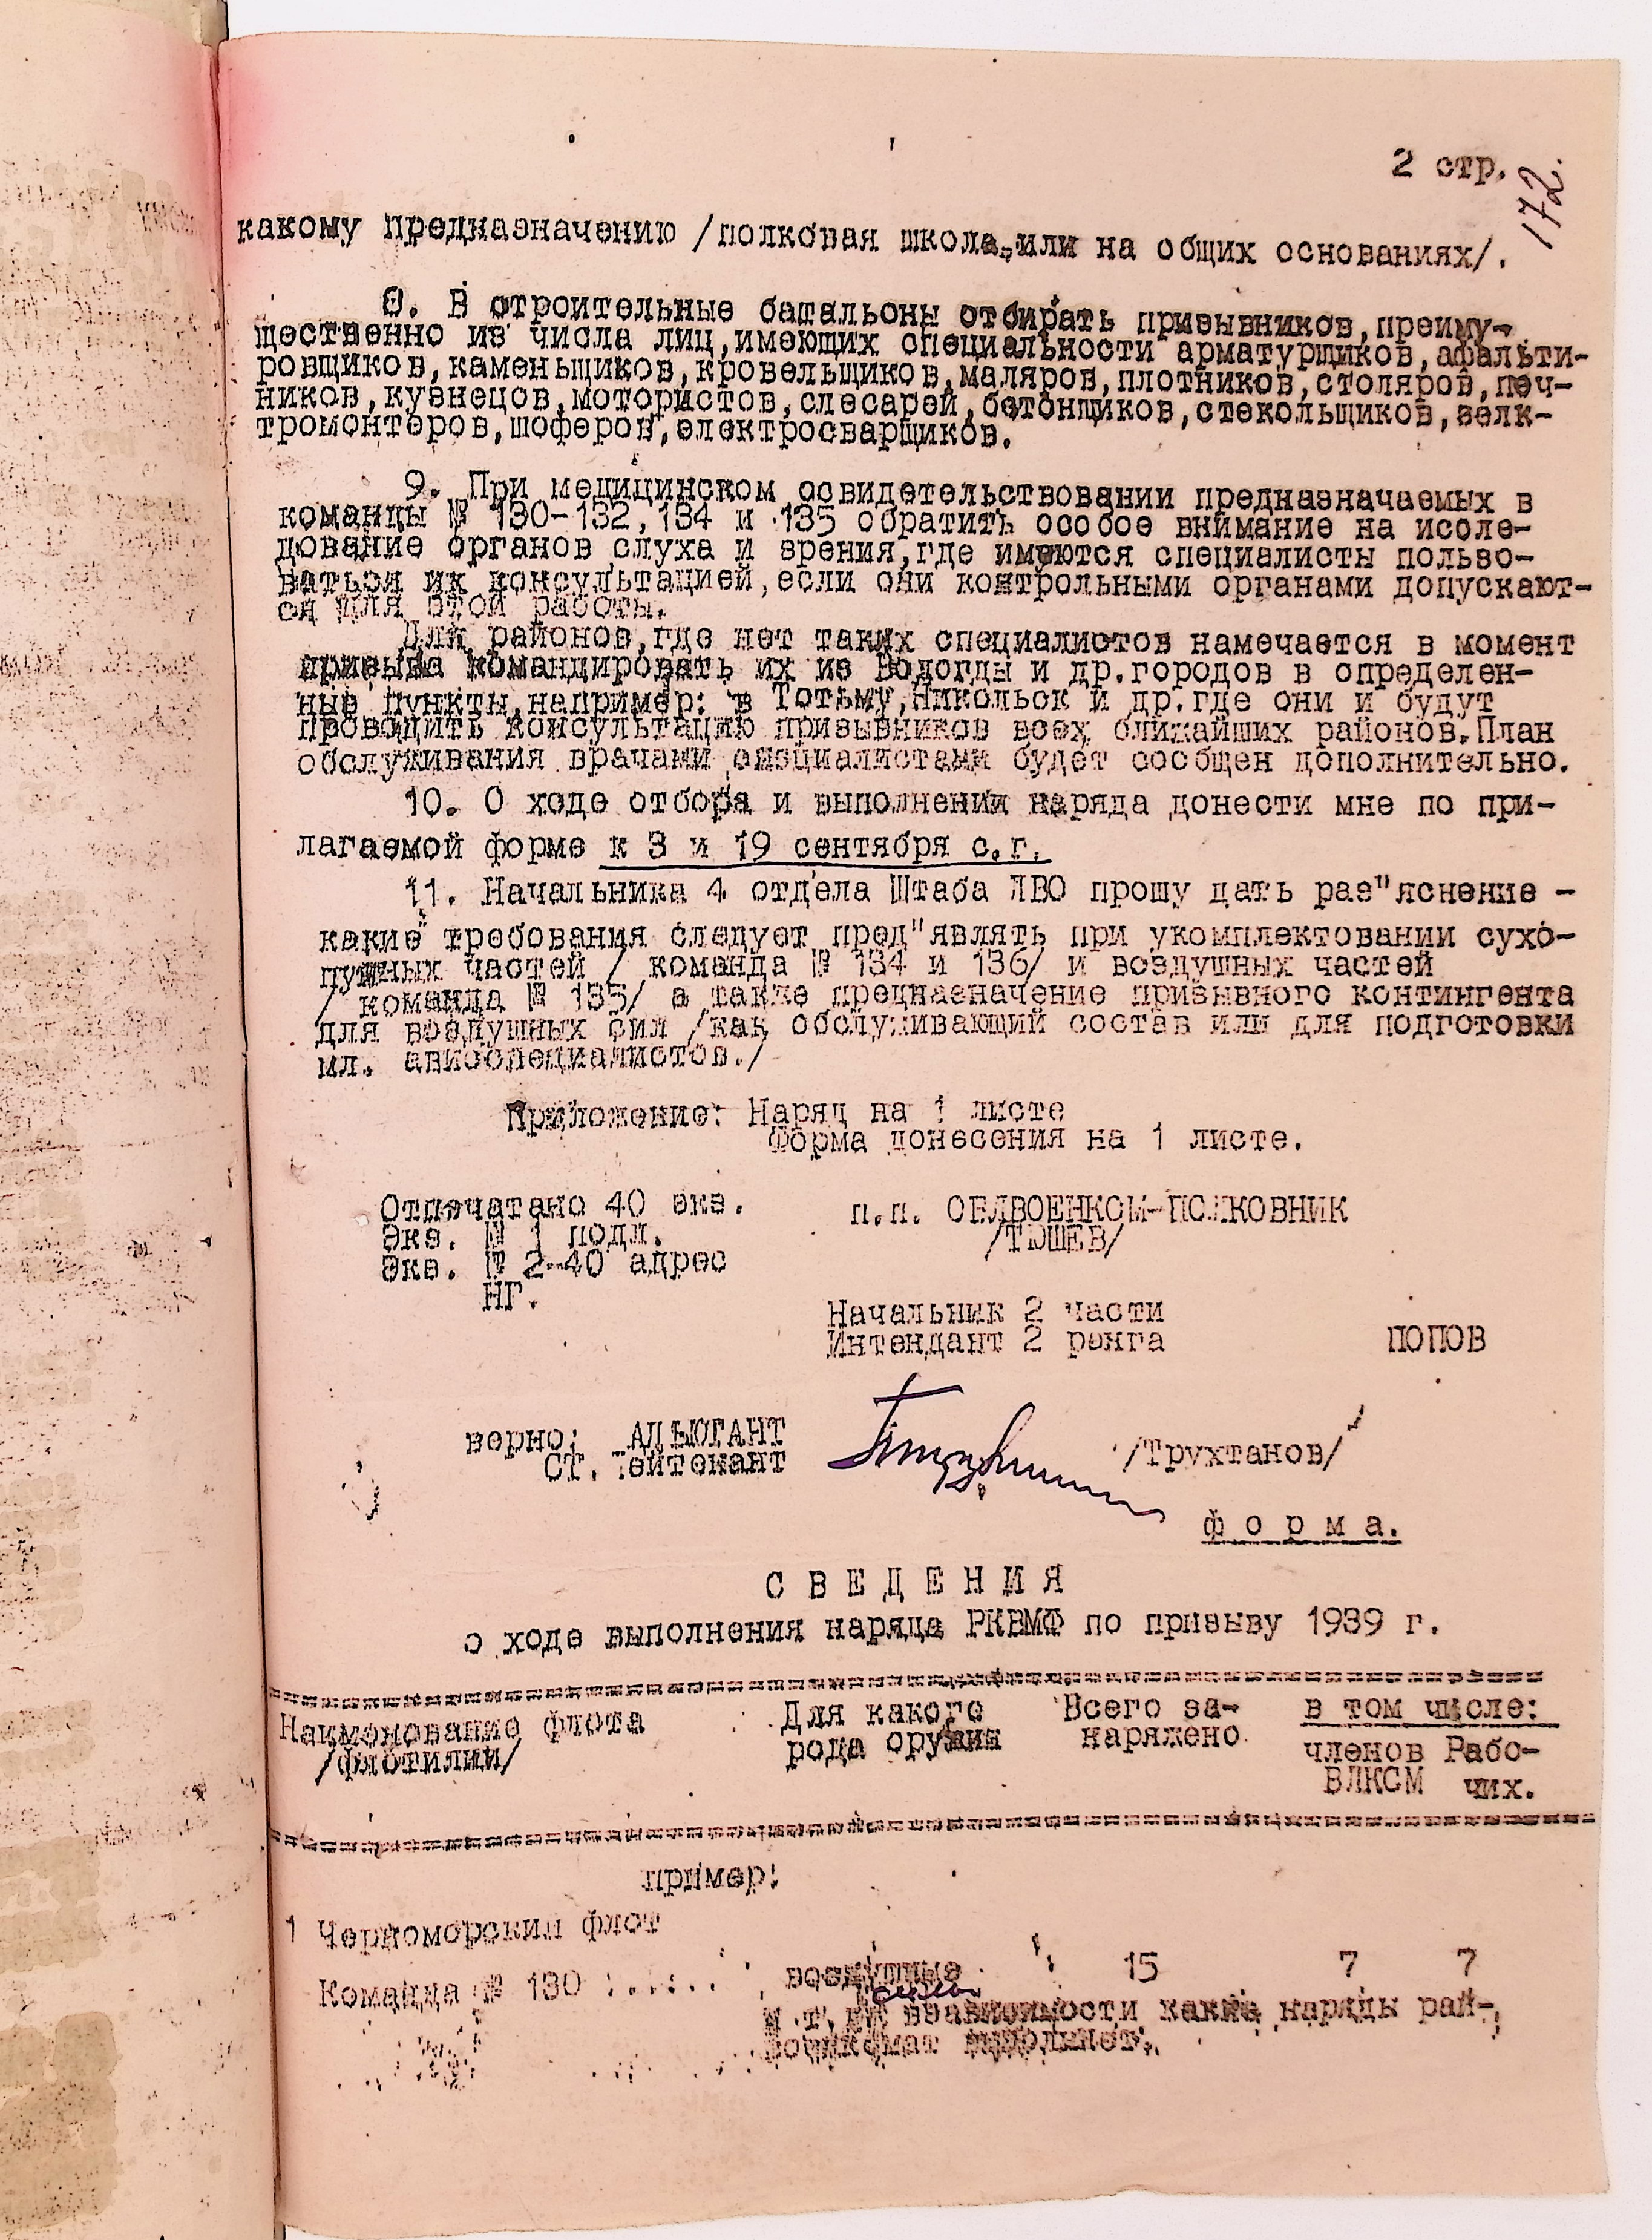 2 стр.
172.
какому предназначению /полковая школа,или на общих основаниях/.
8. В строительные батальоны отбирать призывников,преиму-
щественно из числа лиц,имеющих специальности арматурщиков,афальти-
ровщиков,каменьщиков,кровельщиков,маляров,плотников,столяров,печ-
ников,кузнецов,мотористов,слесарей,бетонщиков,стекольщиков,зелк-
тромонтеров,шоферов,електросварщиков.
9. При медицинском освидетельствовании предназначаемых в
команды № 130-132,134 и 135 обратить особое внимание на иссле-
дование органов слуха и зрения,где имеются специалисты пользо-
ваться их консультацией,если они контрольными органами допускают-
ся для этой работы.
Для районов,где нет таких специалистов намечается в момент
призыва командировать их из Вологды и др.городов в определен-
ные пункты,например: в Тотьму,Никольск и др.где они и будут
проводить консультацию призывников всех ближайших районов.План
обслуживания врачами специалистами будет сообщен дополнительно.
10. О ходе отбора и выполнении наряда донести мне по при-
лагаемой форме к 3 и 19 сентября с.г.
11. Начальника 4 отдела Штаба ЛВО прошу дать раз"яснение -
какие требования следует пред"являть при укомплектовании сухо-
путных частей / команда № 134 и 136/ и воздушных частей
/ команда № 135/ а также предназначение призывного контингента
для воздушных сил /как обслуживающий состав или для подготовки
мл. авиоспециалистов./
Приложение: Наряд на 1 листе
Форма донесения на 1 листе.
Отпечатано 40 экз.
Экз. № 1 подл.
Экз. № 2-40 адрес
НГ.
п.п. ОБЛВОЕНКОМ-ПОЛКОВНИК
/ТЮШЕВ/
Начальник 2 части
Интендант 2 ранга ПОПОВ
верно: АДЬЮТАНТ
СТ. Лейтенант /Трухтанов/
Ф о р м а.
С В Е Д Е Н И Я
о ходе выполнения наряда РКВМФ по призыву 1939 г.
Наименование флота Для какого Всего за- в том числе:
/флотилии/ рода оружия наряжено членов Рабо-
ВЛКСМ чих.
пример:
1 Черноморский флот
Команда № 130 ...... воздушные 15 7 7
и т.д. взависимости какие наряды рай-
военкомат выполняет.